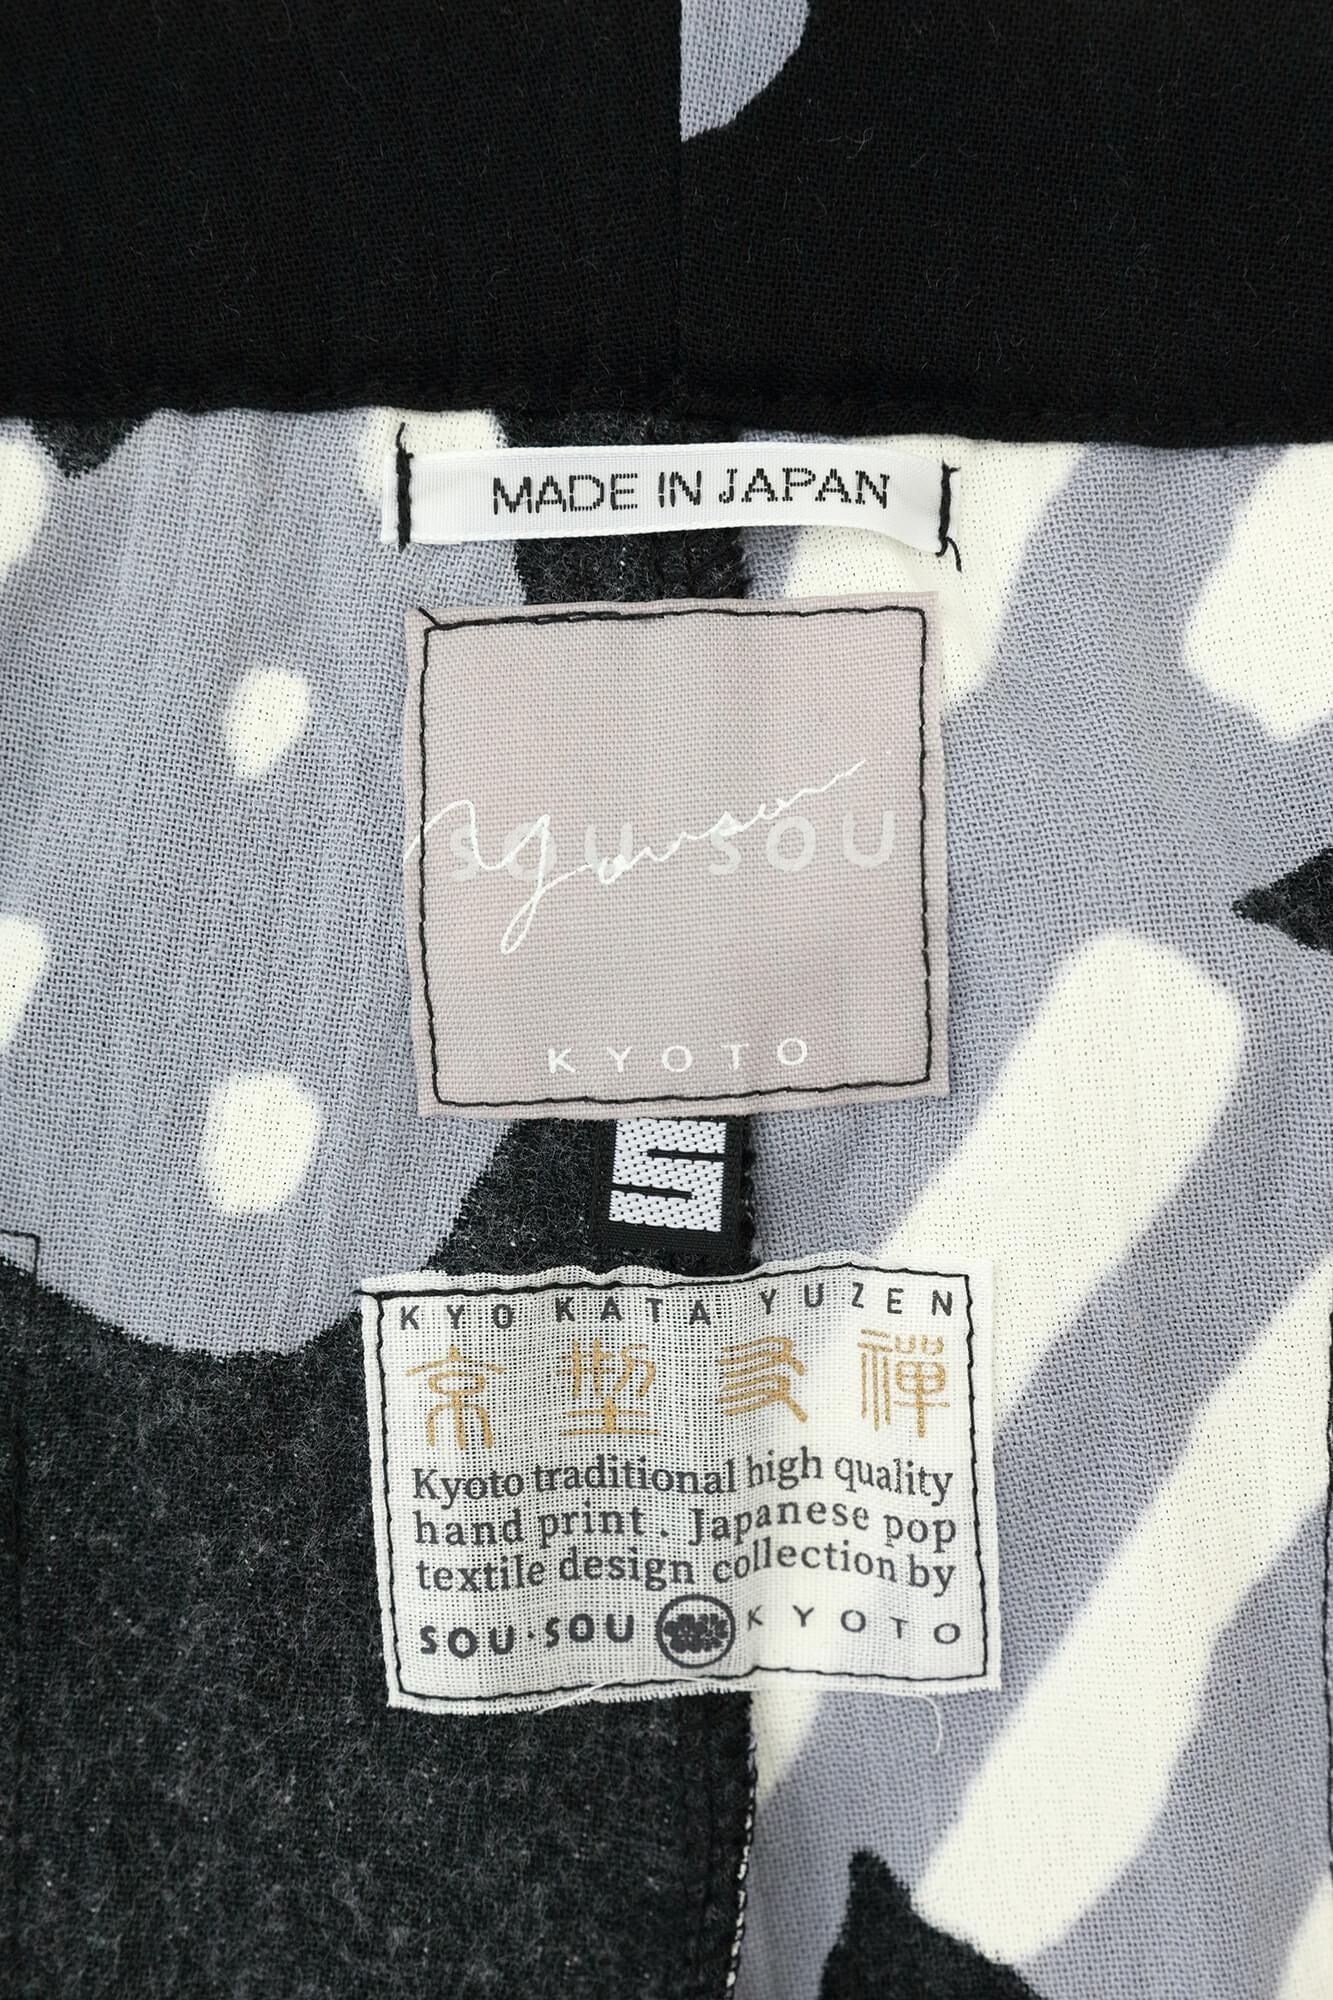 MADE IN JAPAN
SOU·SOU
KYOTO
S
KYO KATA YUZEN
京型友禅
Kyoto traditional high quality
hand print . Japanese pop
textile design collection by
SOU·SOU KYOTO